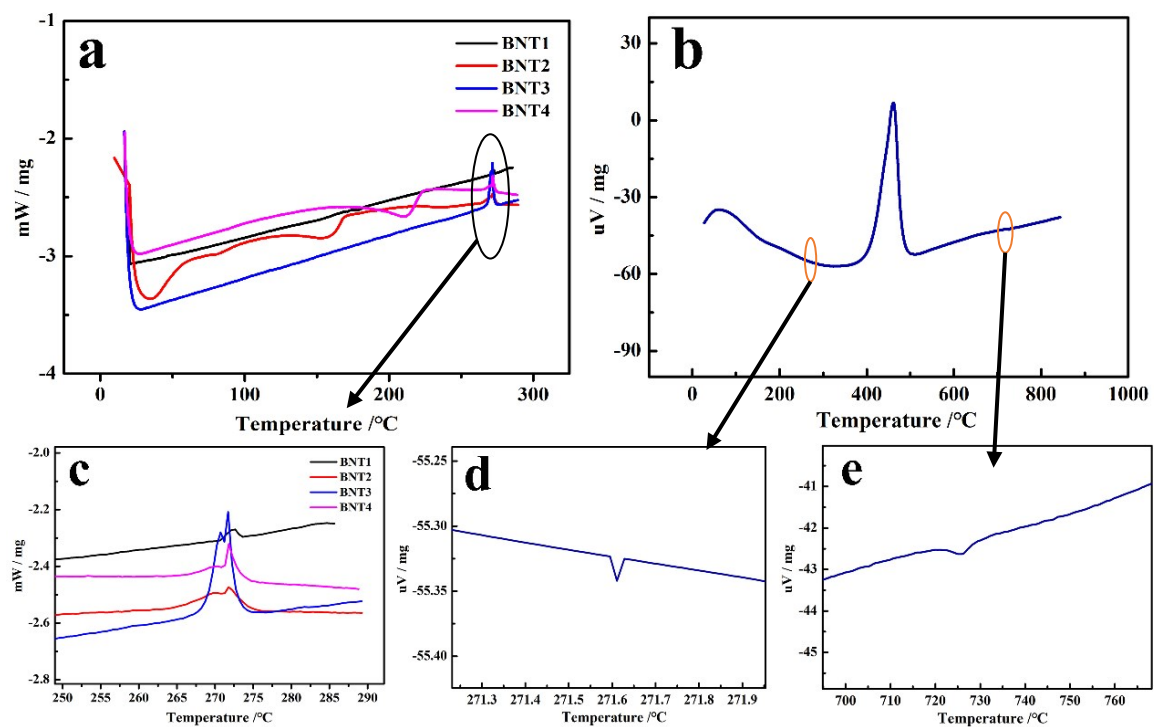 a
BNT1
BNT2
BNT3
BNT4
-1
-2
-3
-4
mW / mg
0 100 200 300
Temperature /°C
b
30
0
-30
-60
-90
uV / mg
0 200 400 600 800 1000
Temperature /°C
c
BNT1
BNT2
BNT3
BNT4
-2.0
-2.2
-2.4
-2.6
-2.8
mW / mg
250 255 260 265 270 275 280 285 290
Temperature /°C
d
-55.25
-55.30
-55.35
-55.40
uV / mg
271.3 271.4 271.5 271.6 271.7 271.8 271.9
Temperature /°C
e
-41
-42
-43
-44
-45
uV / mg
700 710 720 730 740 750 760
Temperature /°C